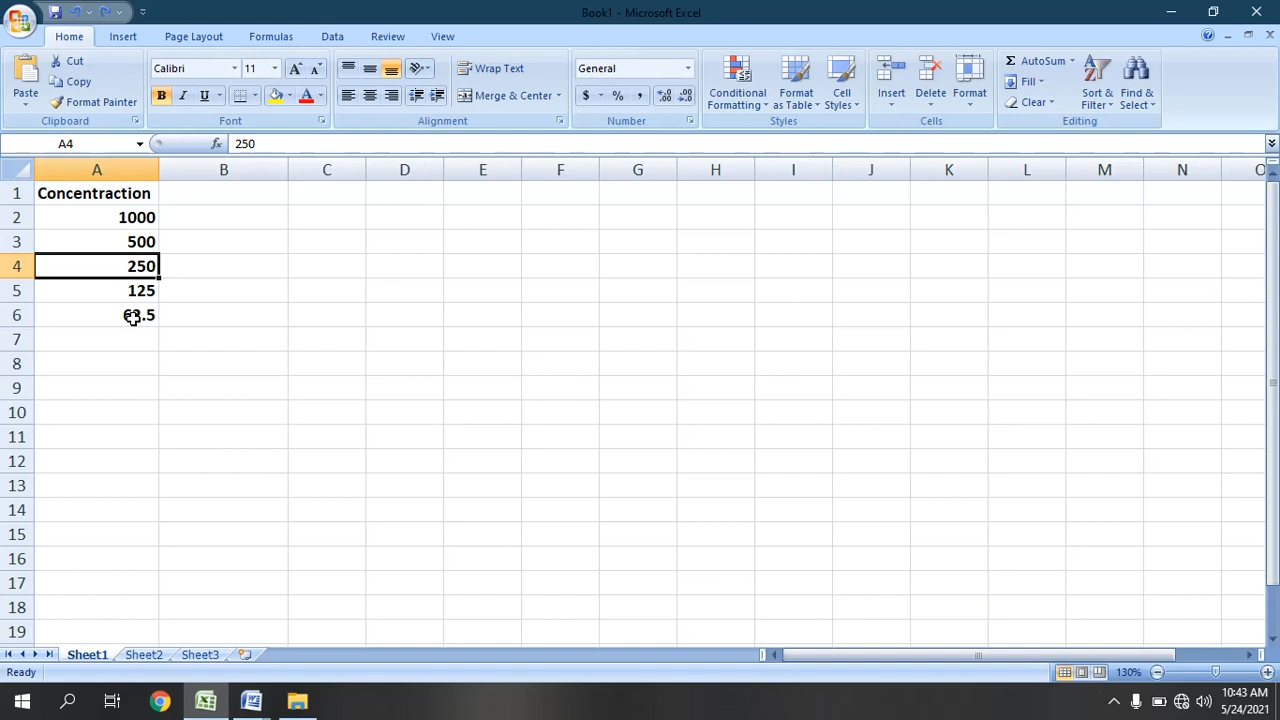 Book1 - Microsoft Excel
Home Insert Page Layout Formulas Data Review View
Paste
Cut
Copy
Format Painter
Clipboard
Calibri 11
B I U
Font
Wrap Text
Merge & Center
Alignment
General
$ % ,
Number
Conditional Formatting
Format as Table
Cell Styles
Styles
Insert
Delete
Format
Cells
Σ AutoSum
Fill
Clear
Sort & Filter
Find & Select
Editing
A4 fx 250
A B C D E F G H I J K L M N O
1 Concentraction
2 1000
3 500
4 250
5 125
6
7
8
9
10
11
12
13
14
15
16
17
18
19
Sheet1 Sheet2 Sheet3
Ready 130%
10:43 AM
5/24/2021